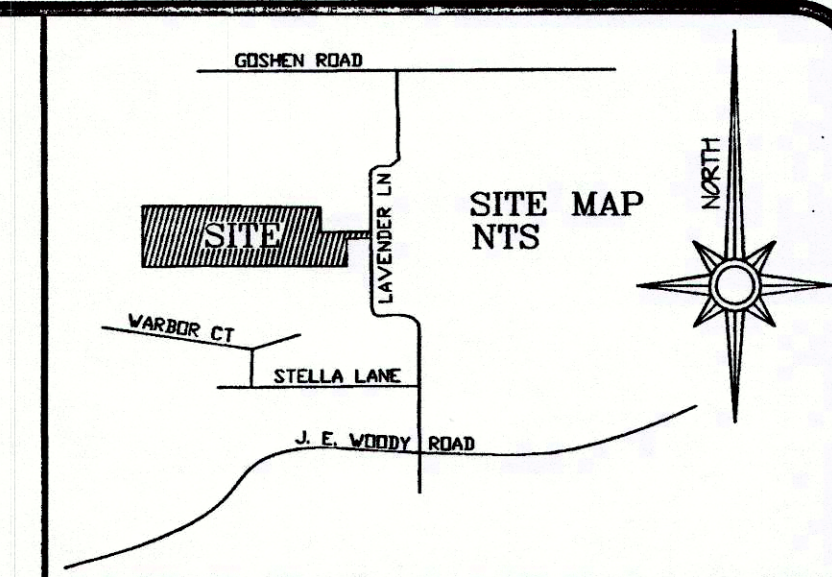 GOSHEN ROAD
NORTH
LAVENDER LN
SITE MAP
NTS
SITE
WARBOR CT
STELLA LANE
J. E. WOODY ROAD